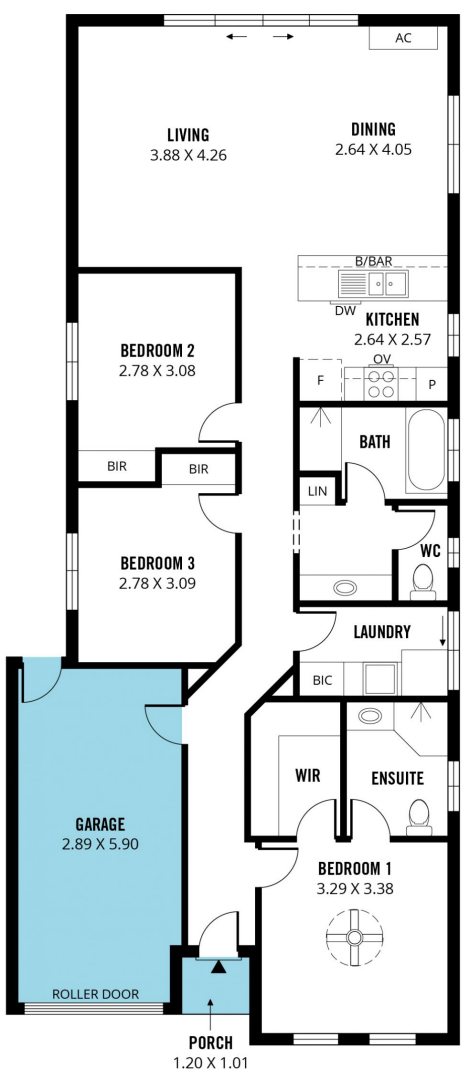 AC
LIVING
3.88 X 4.26
DINING
2.64 X 4.05
B/BAR
DW
KITCHEN
2.64 X 2.57
OV
F
P
BEDROOM 2
2.78 X 3.08
BATH
BIR
BIR
LIN
WC
BEDROOM 3
2.78 X 3.09
LAUNDRY
BIC
WIR
ENSUITE
GARAGE
2.89 X 5.90
BEDROOM 1
3.29 X 3.38
ROLLER DOOR
PORCH
1.20 X 1.01